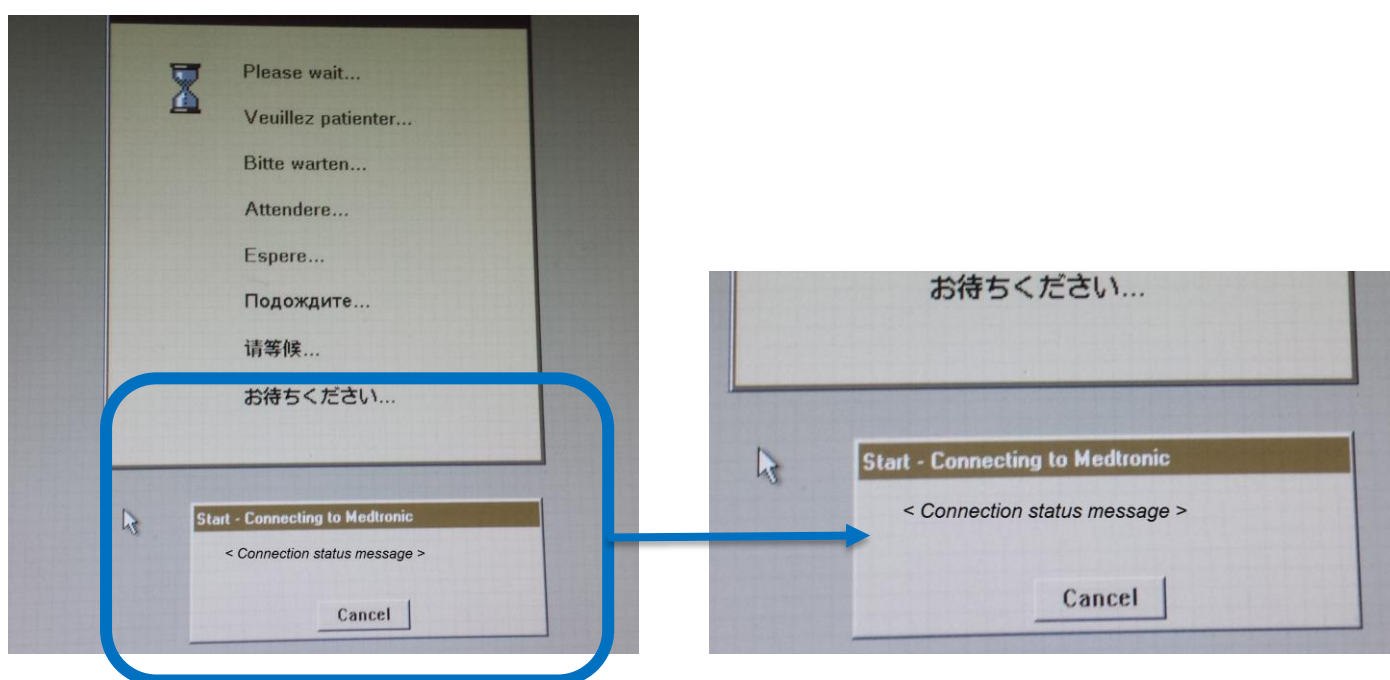 Please wait...
Veuillez patienter...
Bitte warten...
Attendere...
Espere...
Подождите...
请等候...
お待ちください...
Start - Connecting to Medtronic
< Connection status message >
Cancel
お待ちください...
Start - Connecting to Medtronic
< Connection status message >
Cancel